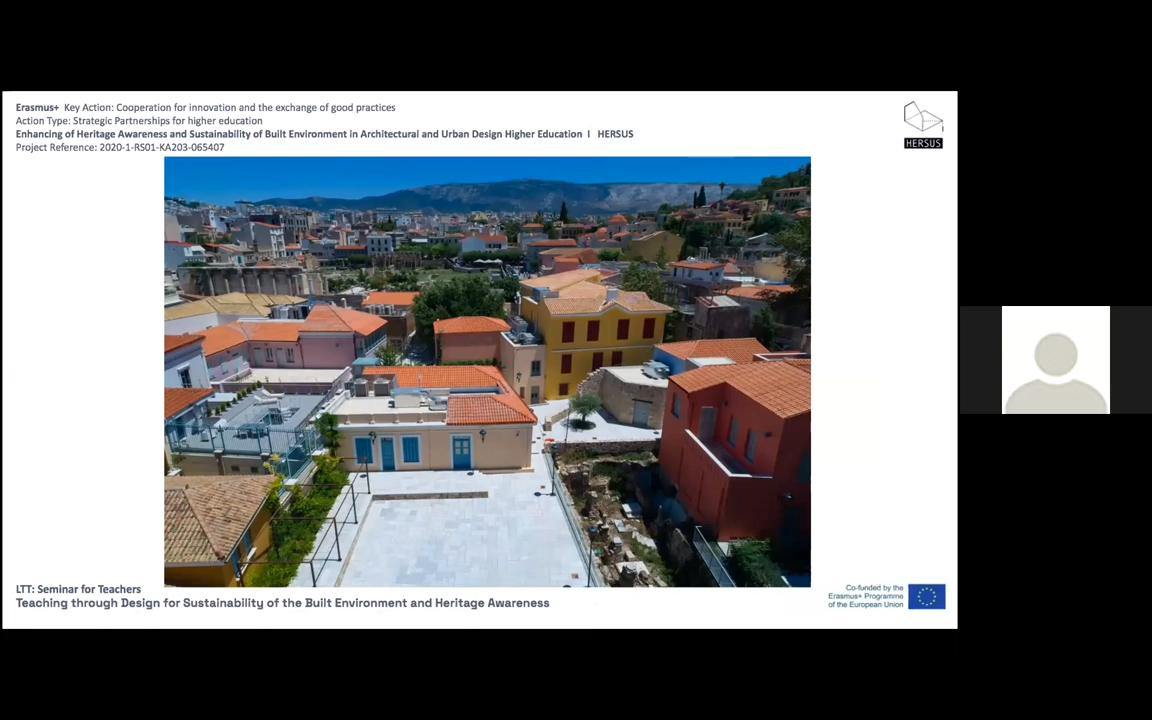 Erasmus+ Key Action: Cooperation for innovation and the exchange of good practices
Action Type: Strategic Partnerships for higher education
Enhancing of Heritage Awareness and Sustainability of Built Environment in Architectural and Urban Design Higher Education I HERSUS
Project Reference: 2020-1-RS01-KA203-065407
HERSUS
LTT: Seminar for Teachers
Teaching through Design for Sustainability of the Built Environment and Heritage Awareness
Co-funded by the
Erasmus+ Programme
of the European Union